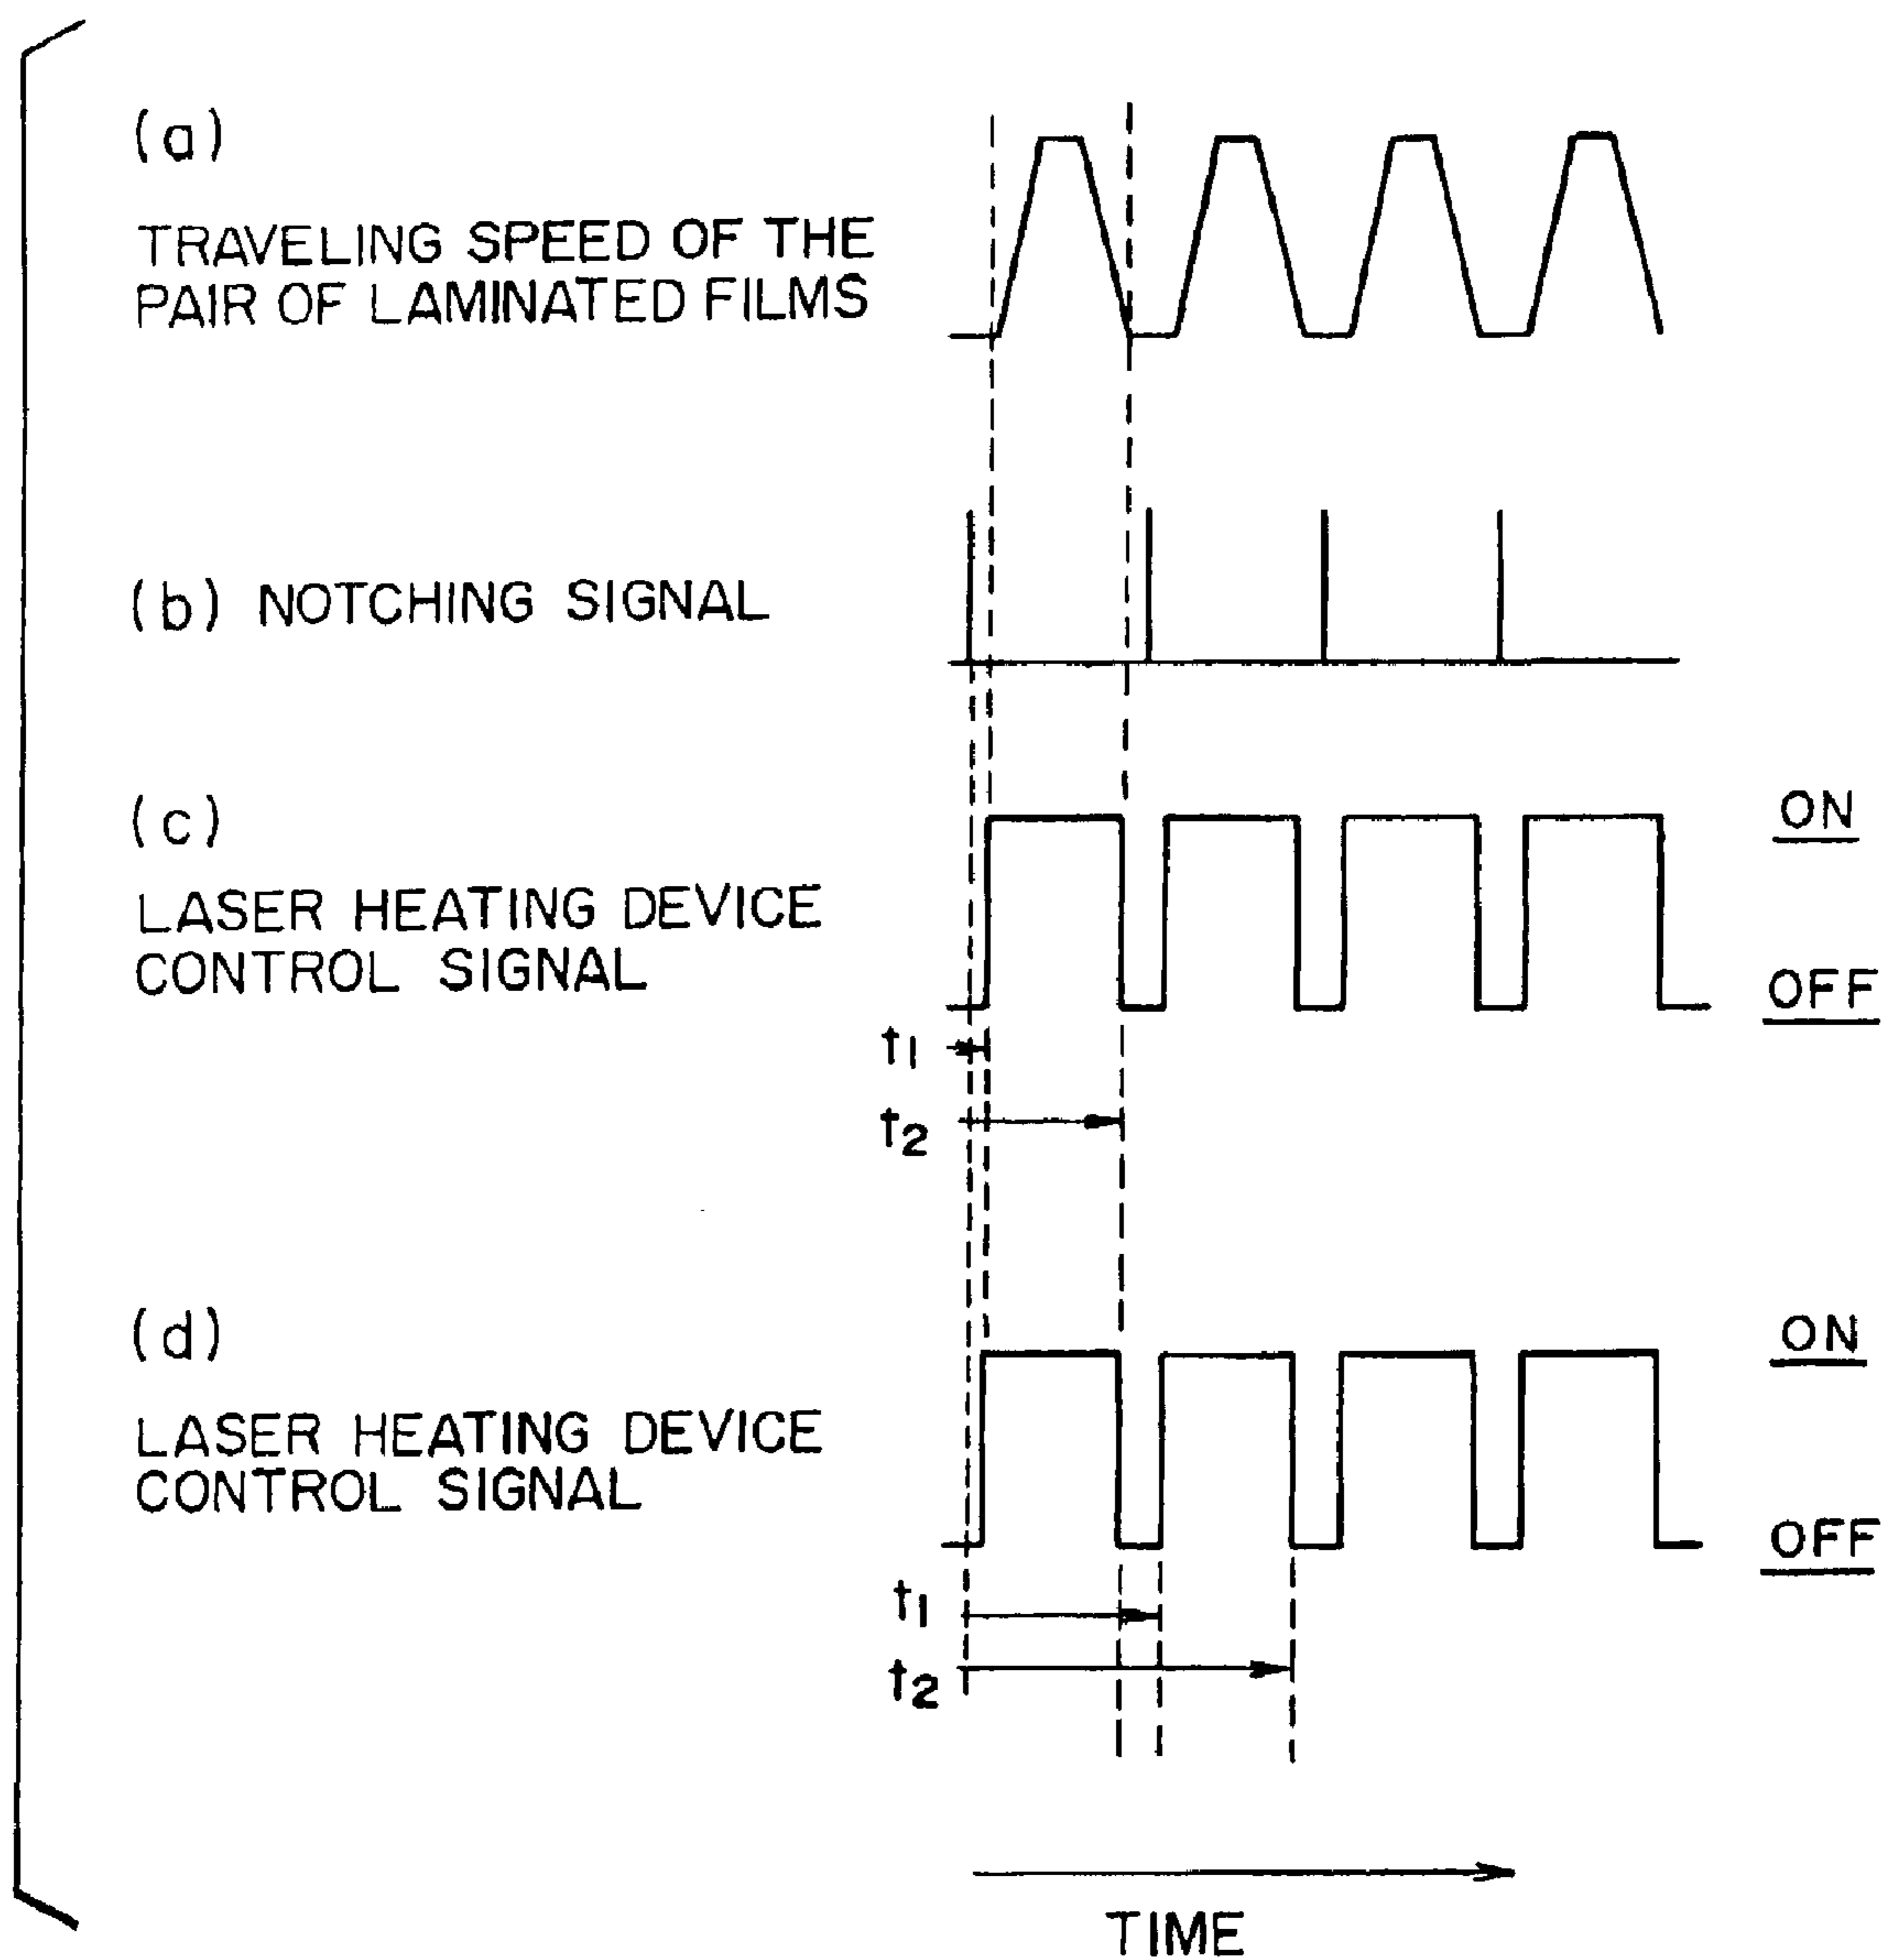 (a)
TRAVELING SPEED OF THE
PAIR OF LAMINATED FILMS
(b) NOTCHING SIGNAL
(c)
LASER HEATING DEVICE
CONTROL SIGNAL
ON
OFF
t1
t2
(d)
LASER HEATING DEVICE
CONTROL SIGNAL
ON
OFF
t1
t2
TIME